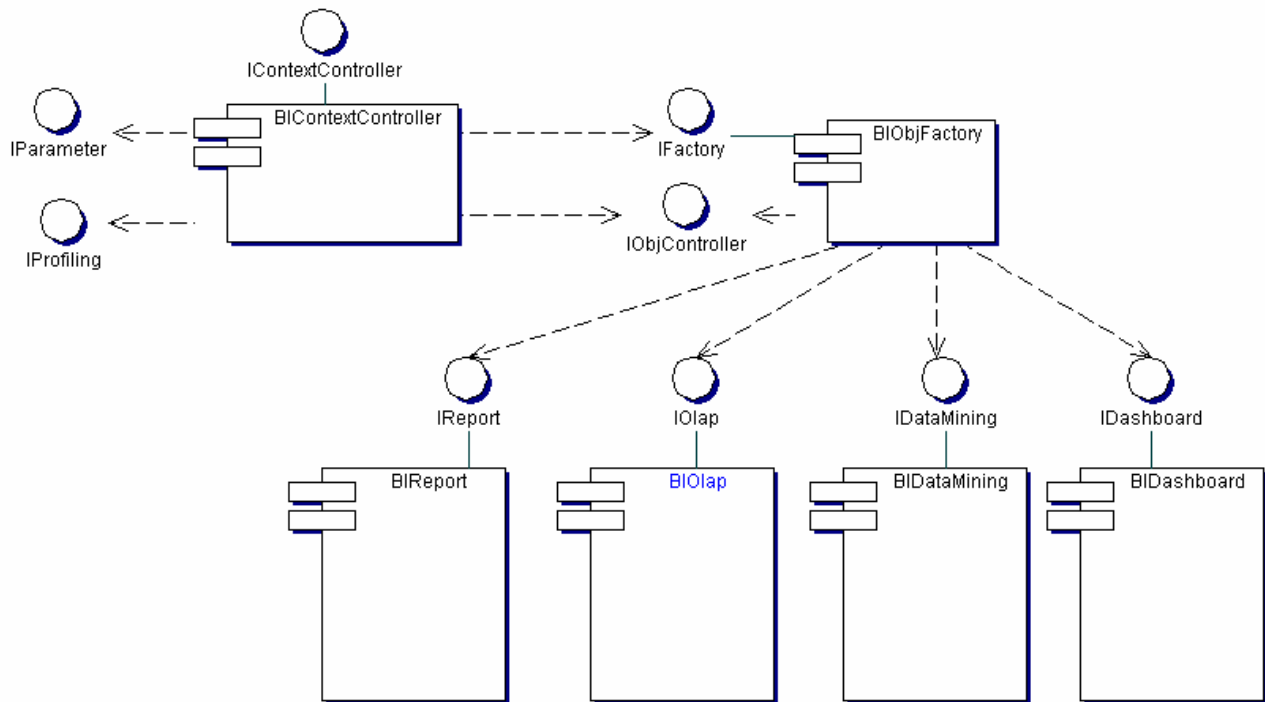 IContextController
BIContextController
IParameter
IProfiling
IFactory
BIObjFactory
IObjController
IReport
IOlap
IDataMining
IDashboard
BIReport
BIOlap
BIDataMining
BIDashboard